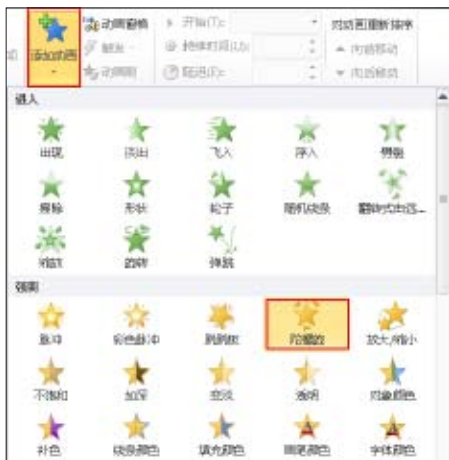 动画窗格 开始(T): 对动画重新排序
添加动画 触发 持续时间(U): 向前移动
动画刷 延迟(D): 向后移动
进入
出现 淡出 飞入 浮入 劈裂
擦除 形状 轮子 随机线条 翻转式由远...
缩放 旋转 弹跳
强调
脉冲 彩色脉冲 跷跷板 陀螺旋 放大/缩小
不饱和 加深 变淡 透明 对象颜色
补色 线条颜色 填充颜色 画笔颜色 字体颜色